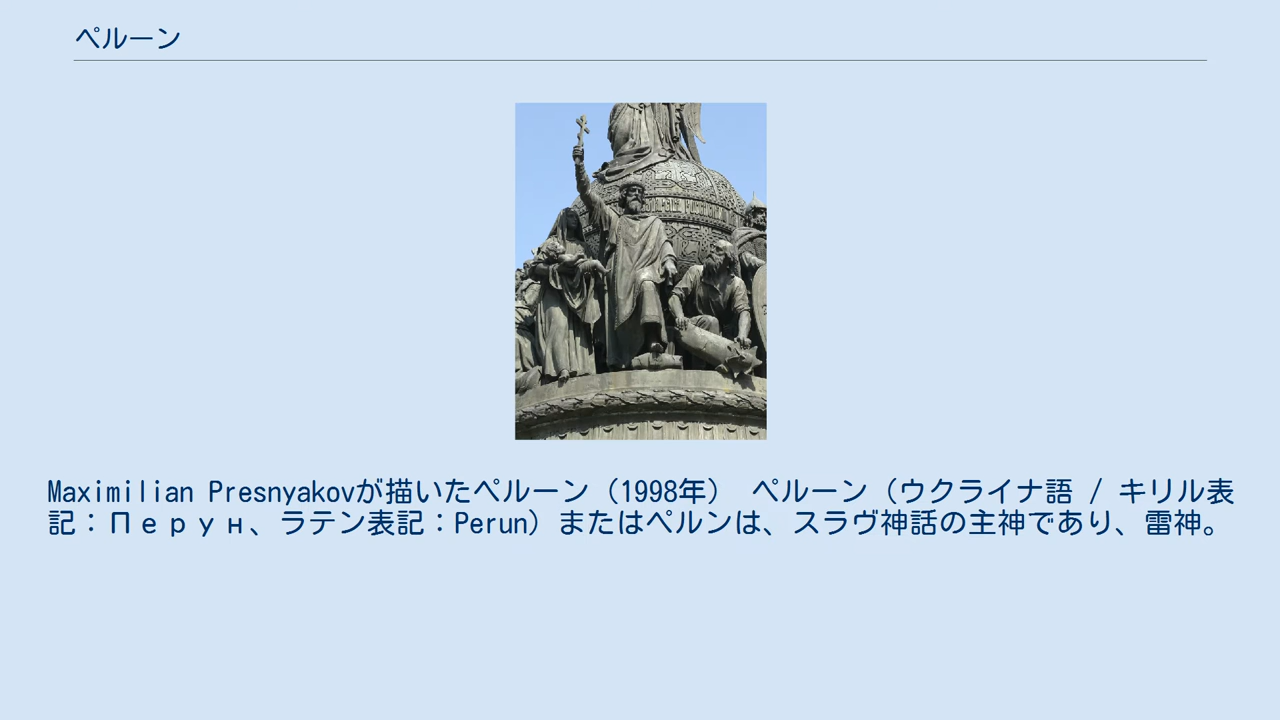 ペルーン
Maximilian Presnyakovが描いたペルーン（1998年） ペルーン（ウクライナ語 / キリル表
記：Перун、ラテン表記：Perun）またはペルンは、スラヴ神話の主神であり、雷神。